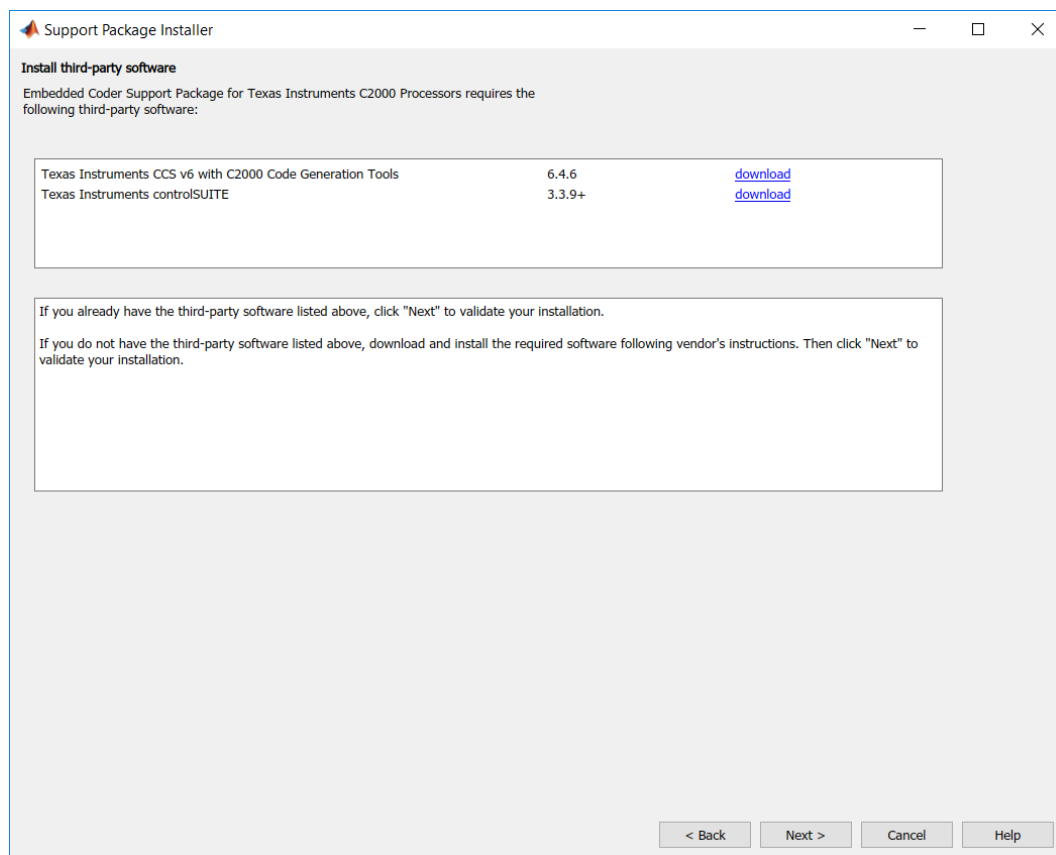 Support Package Installer
Install third-party software
Embedded Coder Support Package for Texas Instruments C2000 Processors requires the
following third-party software:
Texas Instruments CCS v6 with C2000 Code Generation Tools 6.4.6 download
Texas Instruments controlSUITE 3.3.9+ download
If you already have the third-party software listed above, click "Next" to validate your installation.
If you do not have the third-party software listed above, download and install the required software following vendor's instructions. Then click "Next" to
validate your installation.
< Back Next > Cancel Help